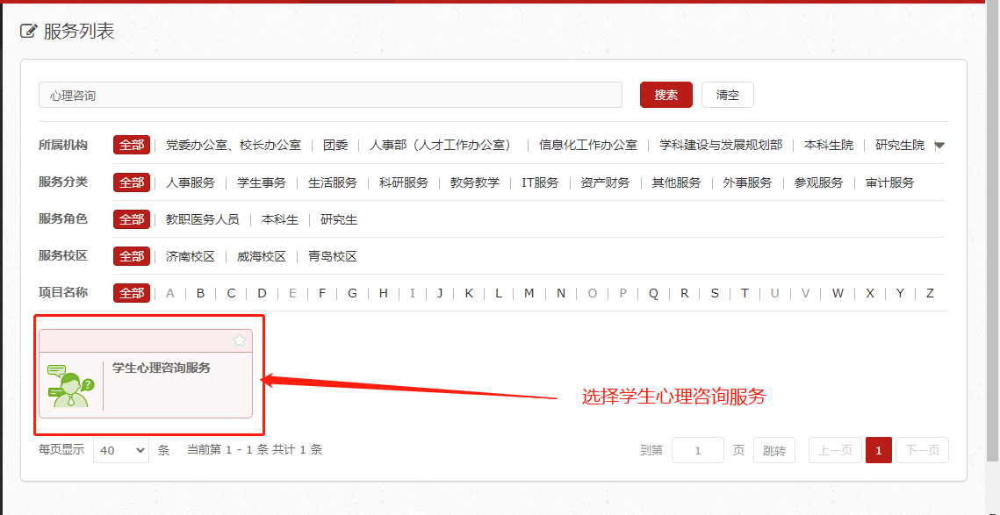 服务列表
心理咨询 搜索 清空
所属机构 全部 党委办公室、校长办公室 团委 人事部（人才工作办公室） 信息化工作办公室 学科建设与发展规划部 本科生院 研究生院
服务分类 全部 人事服务 学生事务 生活服务 科研服务 教务教学 IT服务 资产财务 其他服务 外事服务 参观服务 审计服务
服务角色 全部 教职医务人员 本科生 研究生
服务校区 全部 济南校区 威海校区 青岛校区
项目名称 全部 A B C D E F G H I J K L M N O P Q R S T U V W X Y Z
学生心理咨询服务
?
选择学生心理咨询服务
每页显示 40 条 当前第 1 - 1 条 共计 1 条 到第 1 页 跳转 上一页 1 下一页